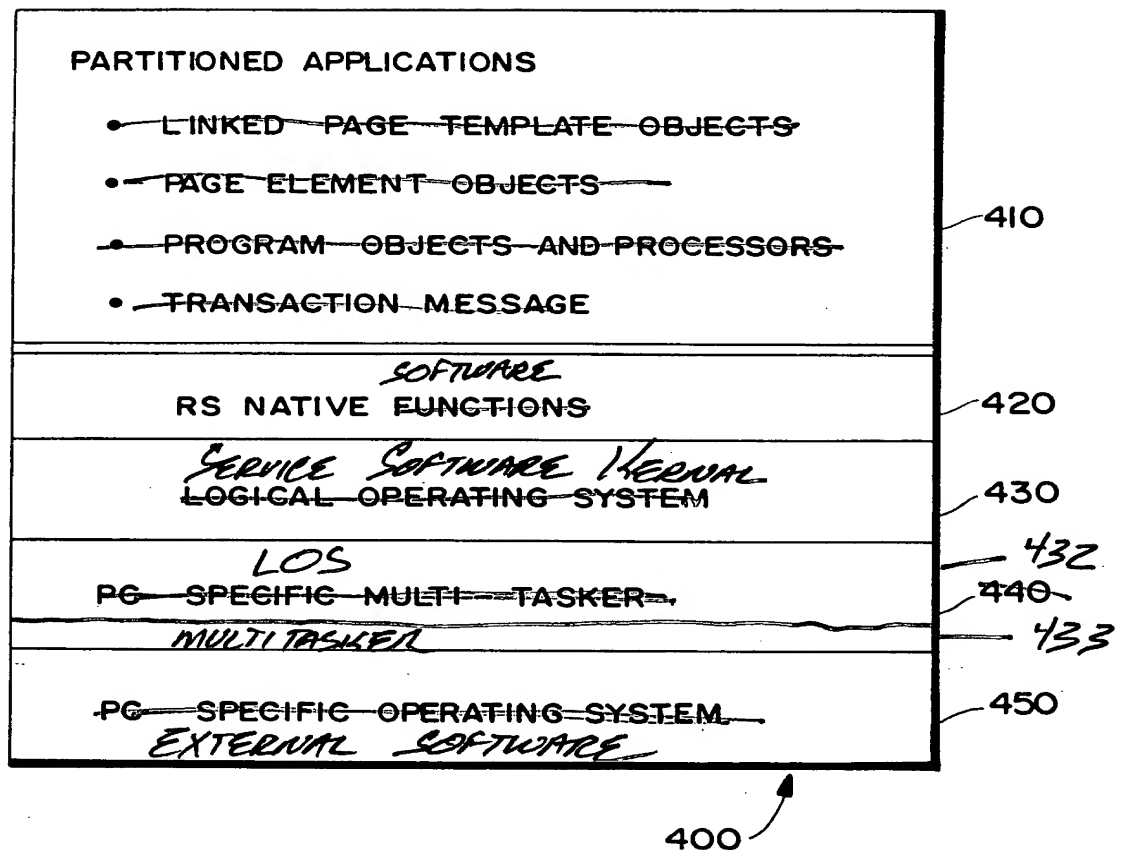 PARTITIONED APPLICATIONS
• LINKED PAGE TEMPLATE OBJECTS
• PAGE ELEMENT OBJECTS
410
• PROGRAM OBJECTS AND PROCESSORS
• TRANSACTION MESSAGE
SOFTWARE
RS NATIVE FUNCTIONS
420
SERVICE SOFTWARE KERNAL
LOGICAL OPERATING SYSTEM
430
LOS
432
PC SPECIFIC MULTI-TASKER
440
MULTITASKER
433
PC SPECIFIC OPERATING SYSTEM
450
EXTERNAL SOFTWARE
400